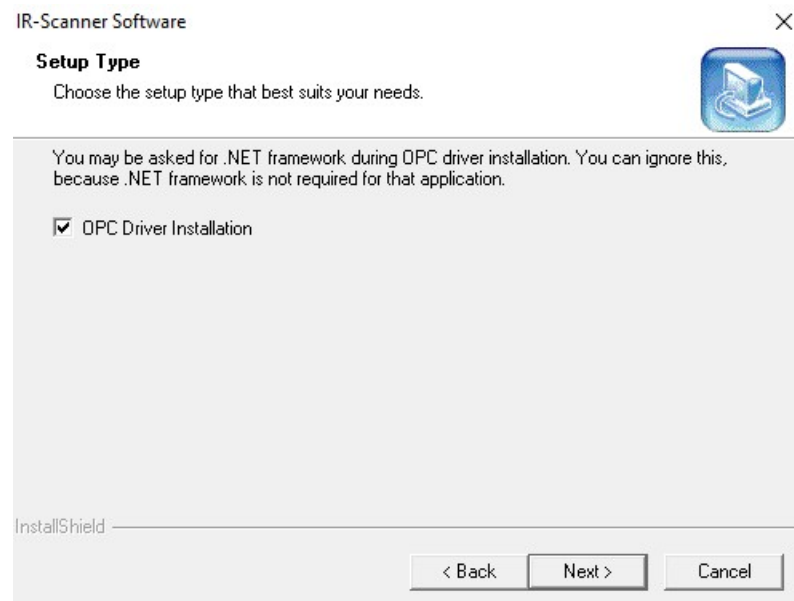 IR-Scanner Software
Setup Type
Choose the setup type that best suits your needs.
You may be asked for .NET framework during OPC driver installation. You can ignore this,
because .NET framework is not required for that application.
OPC Driver Installation
InstallShield
< Back
Next >
Cancel